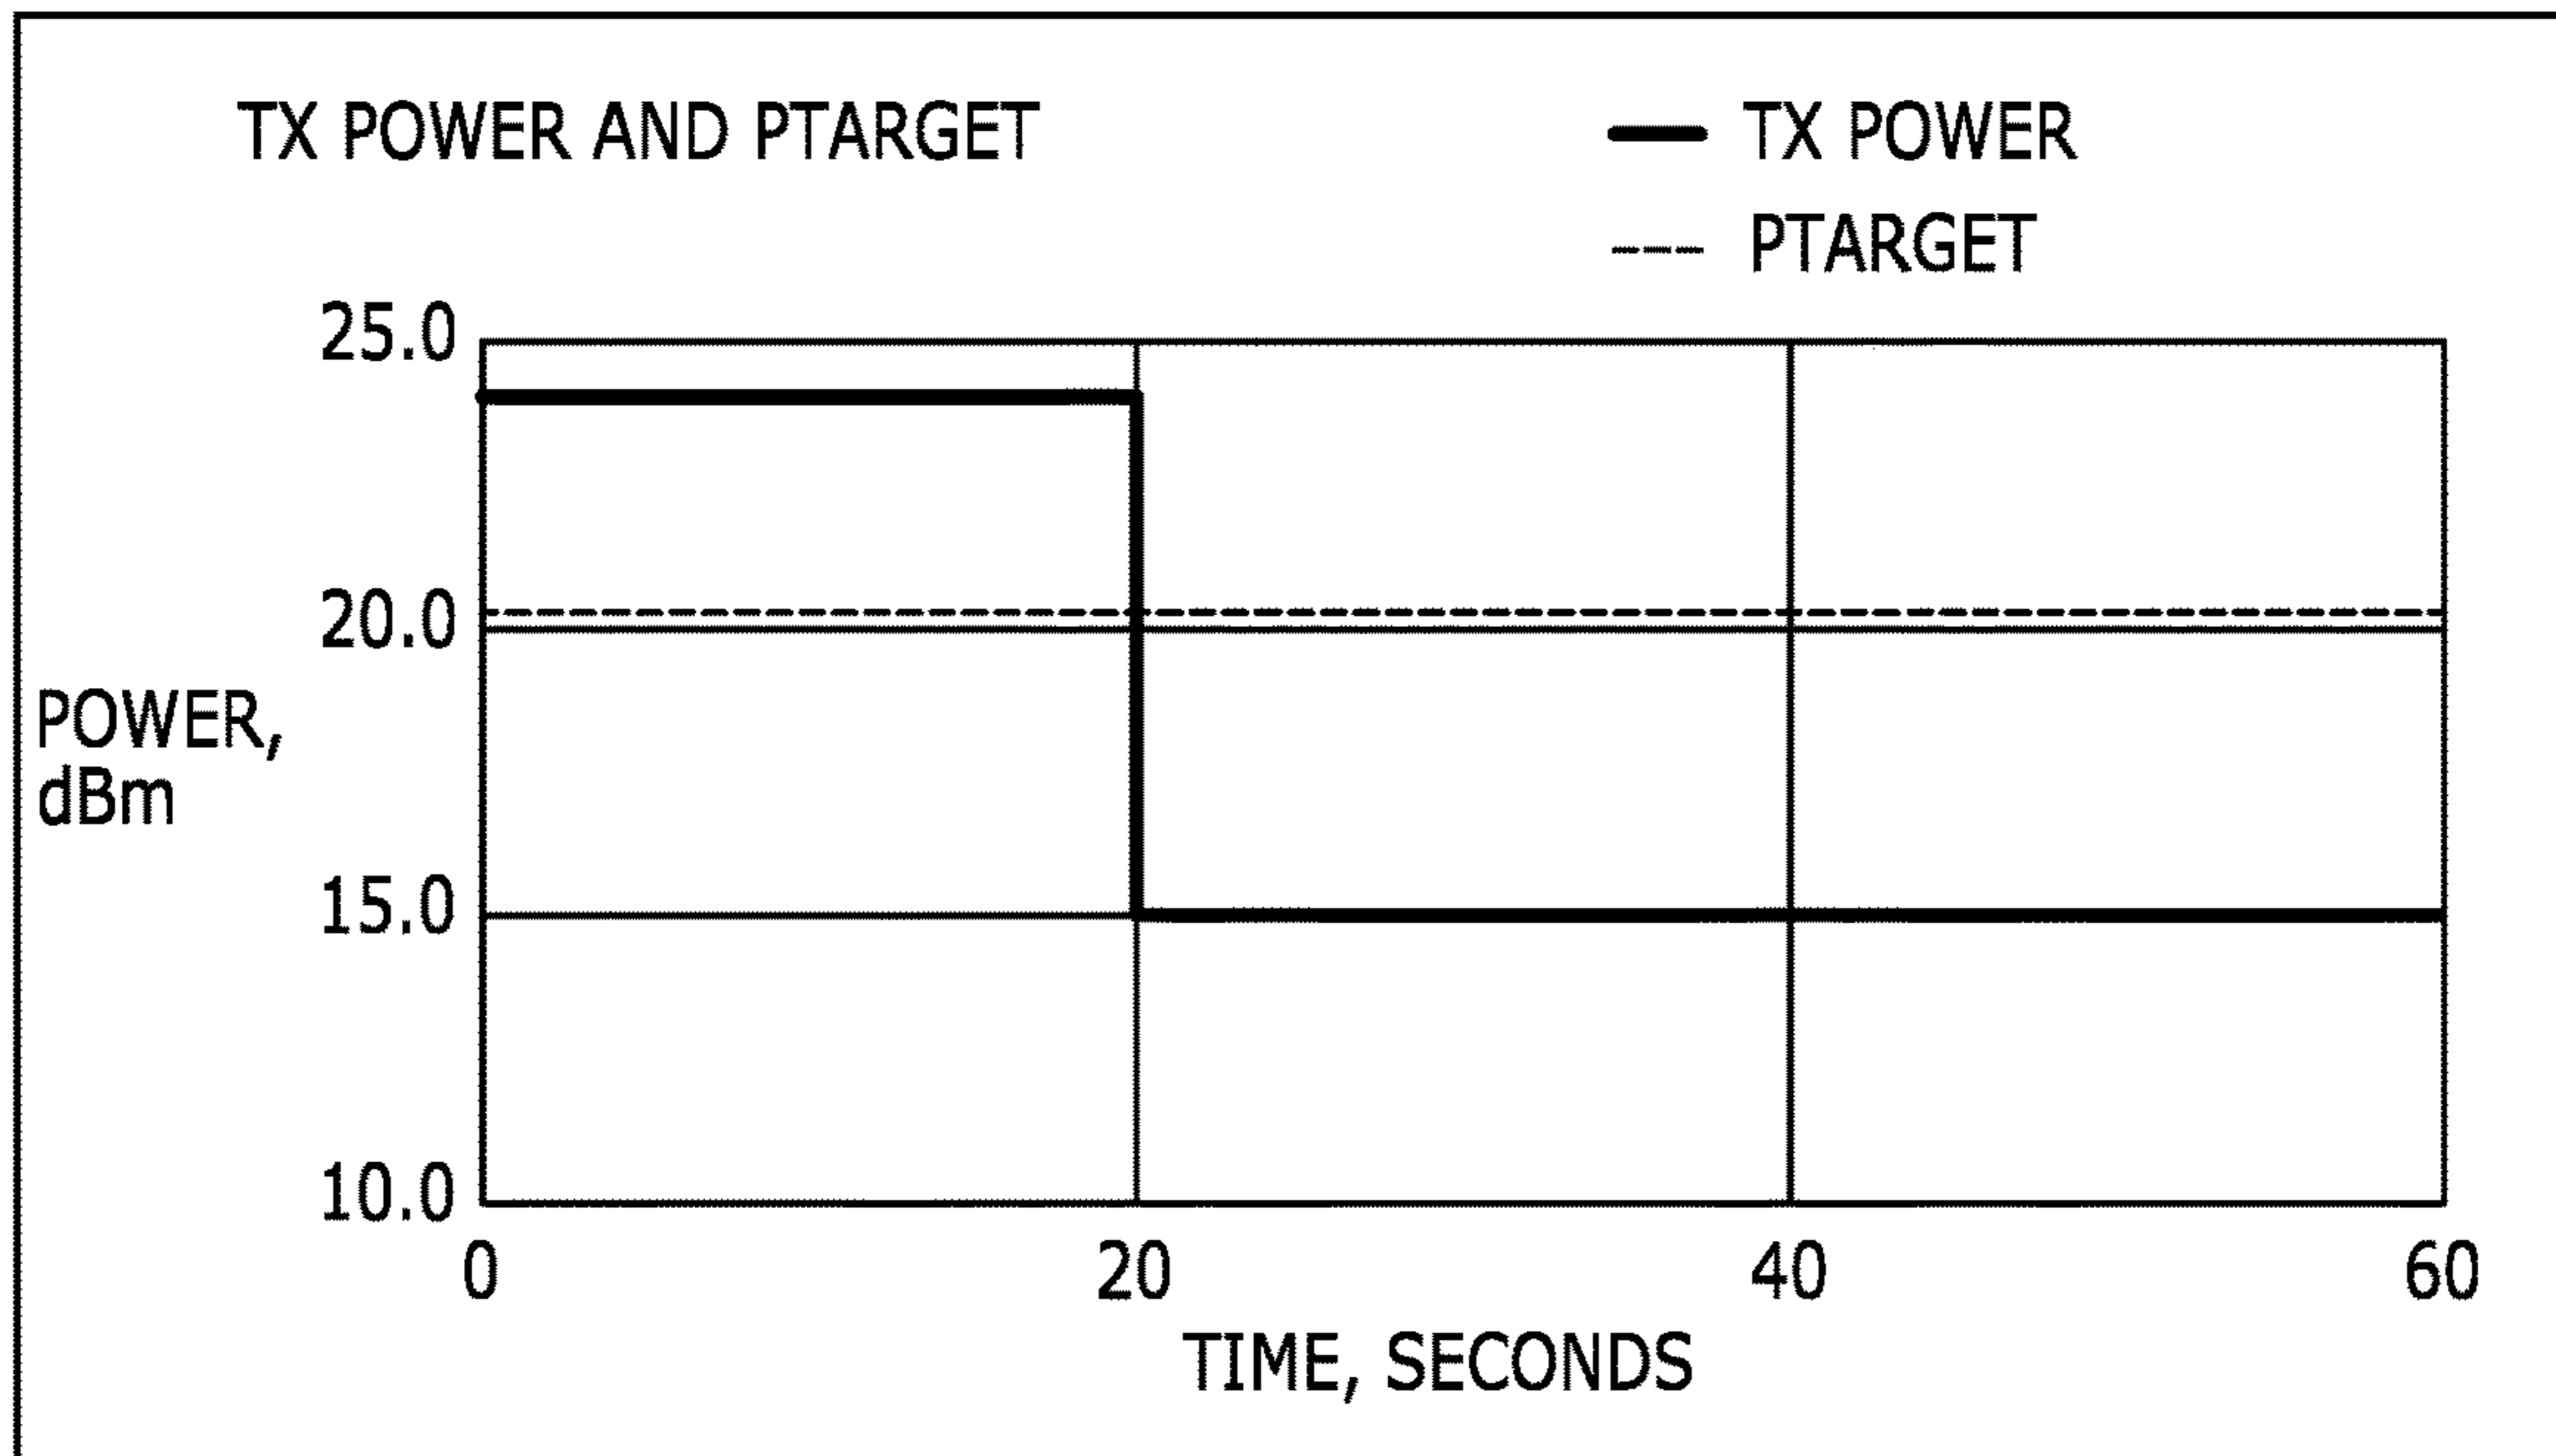 TX POWER AND PTARGET
TX POWER
PTARGET
25.0
20.0
15.0
10.0
POWER,
dBm
0 20 40 60
TIME, SECONDS